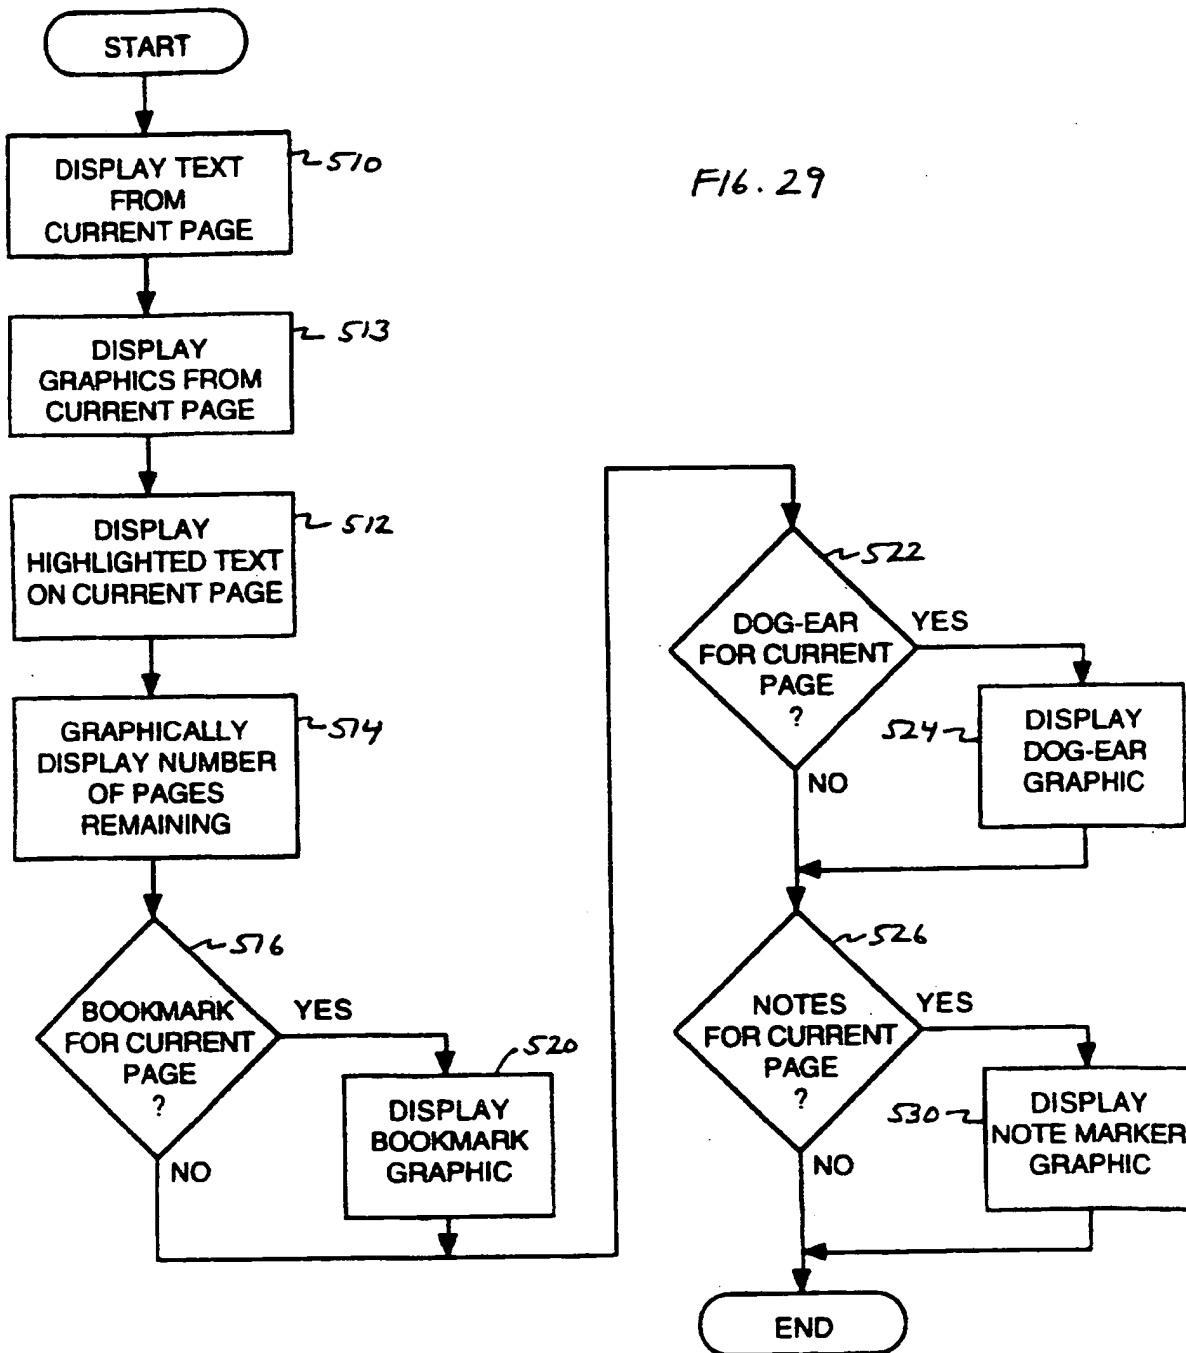 START
DISPLAY TEXT
FROM
CURRENT PAGE
510
FIG. 29
DISPLAY
GRAPHICS FROM
CURRENT PAGE
513
DISPLAY
HIGHLIGHTED TEXT
ON CURRENT PAGE
512
GRAPHICALLY
DISPLAY NUMBER
OF PAGES
REMAINING
514
516
BOOKMARK
FOR CURRENT
PAGE
?
YES
NO
520
DISPLAY
BOOKMARK
GRAPHIC
522
DOG-EAR
FOR CURRENT
PAGE
?
YES
NO
524
DISPLAY
DOG-EAR
GRAPHIC
526
NOTES
FOR CURRENT
PAGE
?
YES
NO
530
DISPLAY
NOTE MARKER
GRAPHIC
END